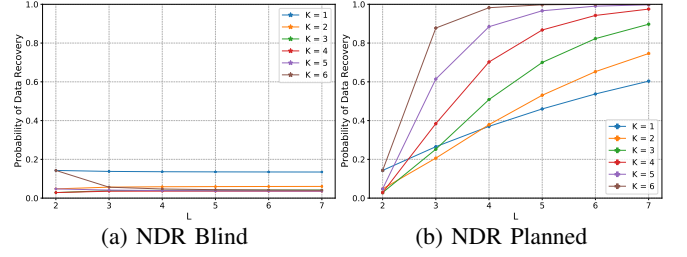 Probability of Data Recovery
1.0
0.8
0.6
0.4
0.2
0.0
2 3 4 5 6 7
L
K = 1
K = 2
K = 3
K = 4
K = 5
K = 6
(a) NDR Blind
Probability of Data Recovery
1.0
0.8
0.6
0.4
0.2
0.0
2 3 4 5 6 7
L
K = 1
K = 2
K = 3
K = 4
K = 5
K = 6
(b) NDR Planned